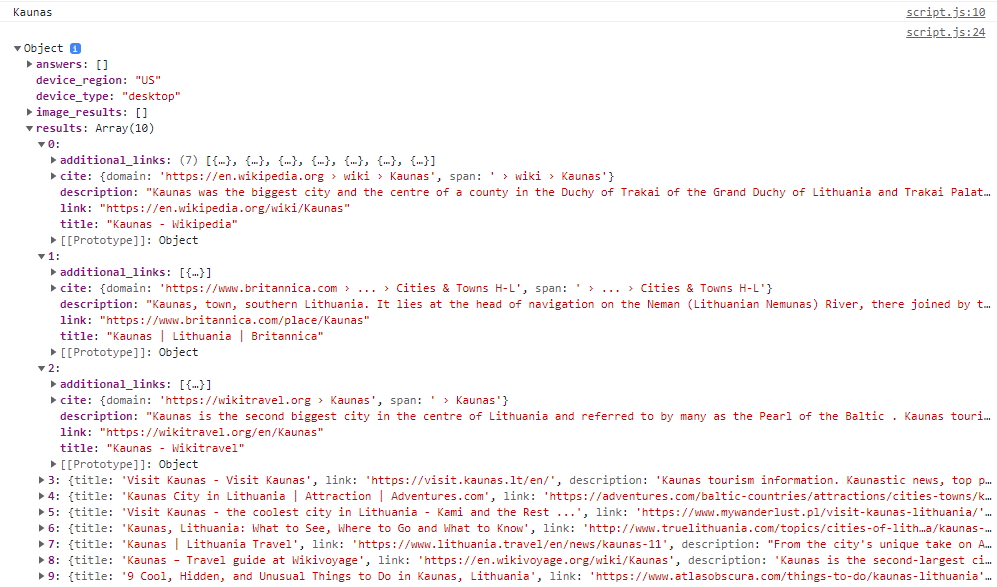 Kaunas script.js:10
script.js:24
▼Object i
▶answers: []
device_region: "US"
device_type: "desktop"
▶image_results: []
▼results: Array(10)
▼0:
▶additional_links: (7) [{…}, {…}, {…}, {…}, {…}, {…}, {…}]
▶cite: {domain: 'https://en.wikipedia.org › wiki › Kaunas', span: ' › wiki › Kaunas'}
description: "Kaunas was the biggest city and the centre of a county in the Duchy of Trakai of the Grand Duchy of Lithuania and Trakai Palat…
link: "https://en.wikipedia.org/wiki/Kaunas"
title: "Kaunas - Wikipedia"
▶[[Prototype]]: Object
▼1:
▶additional_links: [{…}]
▶cite: {domain: 'https://www.britannica.com › ... › Cities & Towns H-L', span: ' › ... › Cities & Towns H-L'}
description: "Kaunas, town, southern Lithuania. It lies at the head of navigation on the Neman (Lithuanian Nemunas) River, there joined by t…
link: "https://www.britannica.com/place/Kaunas"
title: "Kaunas | Lithuania | Britannica"
▶[[Prototype]]: Object
▼2:
▶additional_links: [{…}]
▶cite: {domain: 'https://wikitravel.org › Kaunas', span: ' › Kaunas'}
description: "Kaunas is the second biggest city in the centre of Lithuania and referred to by many as the Pearl of the Baltic . Kaunas touri…
link: "https://wikitravel.org/en/Kaunas"
title: "Kaunas - Wikitravel"
▶[[Prototype]]: Object
▶3: {title: 'Visit Kaunas - Visit Kaunas', link: 'https://visit.kaunas.lt/en/', description: 'Kaunas tourism information. Kaunastic news, top p…
▶4: {title: 'Kaunas City in Lithuania | Attraction | Adventures.com', link: 'https://adventures.com/baltic-countries/attractions/cities-towns/k…
▶5: {title: 'Visit Kaunas - the coolest city in Lithuania - Kami and the Rest ...', link: 'https://www.mywanderlust.pl/visit-kaunas-lithuania/'…
▶6: {title: 'Kaunas, Lithuania: What to See, Where to Go and What to Know', link: 'http://www.truelithuania.com/topics/cities-of-lith…a/kaunas-…
▶7: {title: 'Kaunas | Lithuania Travel', link: 'https://www.lithuania.travel/en/news/kaunas-11', description: "From the city's unique take on A…
▶8: {title: 'Kaunas – Travel guide at Wikivoyage', link: 'https://en.wikivoyage.org/wiki/Kaunas', description: 'Kaunas is the second-largest ci…
▶9: {title: '9 Cool, Hidden, and Unusual Things to Do in Kaunas, Lithuania', link: 'https://www.atlasobscura.com/things-to-do/kaunas-lithuania'…